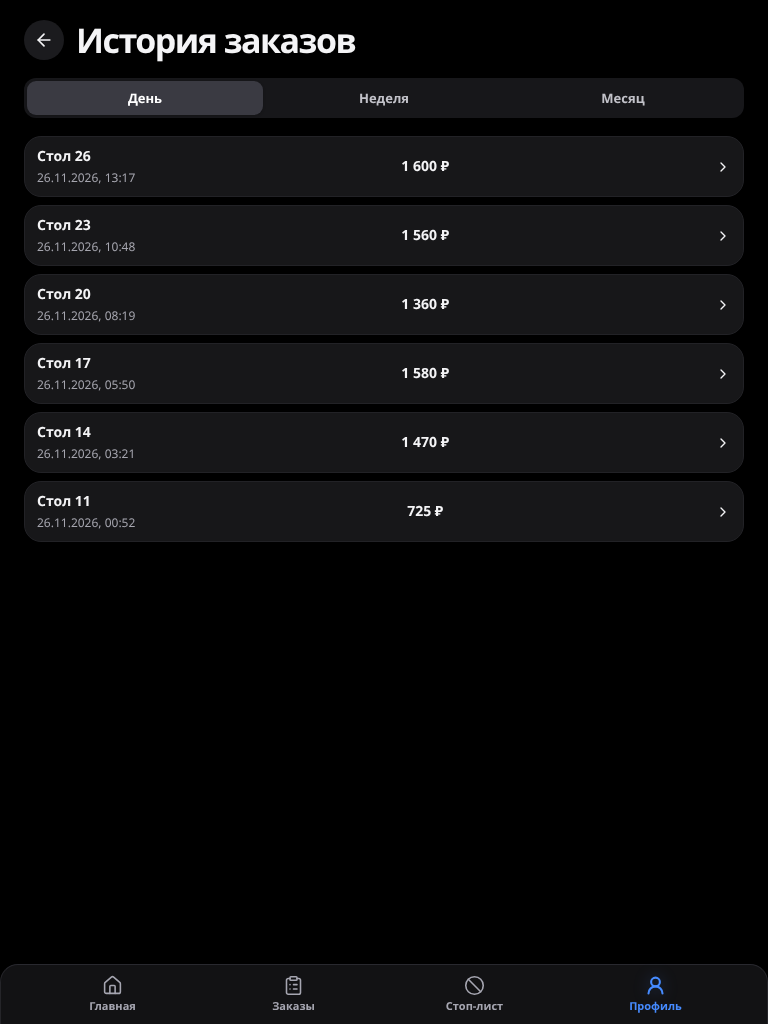 История заказов
День
Неделя
Месяц
Стол 26
26.11.2026, 13:17
1 600 ₽
Стол 23
26.11.2026, 10:48
1 560 ₽
Стол 20
26.11.2026, 08:19
1 360 ₽
Стол 17
26.11.2026, 05:50
1 580 ₽
Стол 14
26.11.2026, 03:21
1 470 ₽
Стол 11
26.11.2026, 00:52
725 ₽
Главная
Заказы
Стоп-лист
Профиль